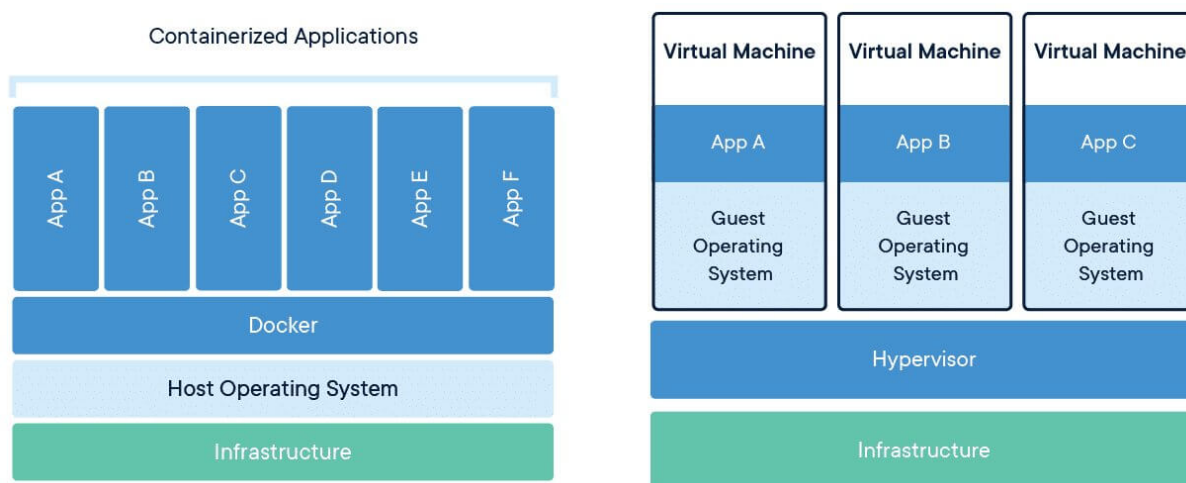 Containerized Applications
App A
App B
App C
App D
App E
App F
Docker
Host Operating System
Infrastructure
Virtual Machine
App A
Guest
Operating
System
Virtual Machine
App B
Guest
Operating
System
Virtual Machine
App C
Guest
Operating
System
Hypervisor
Infrastructure